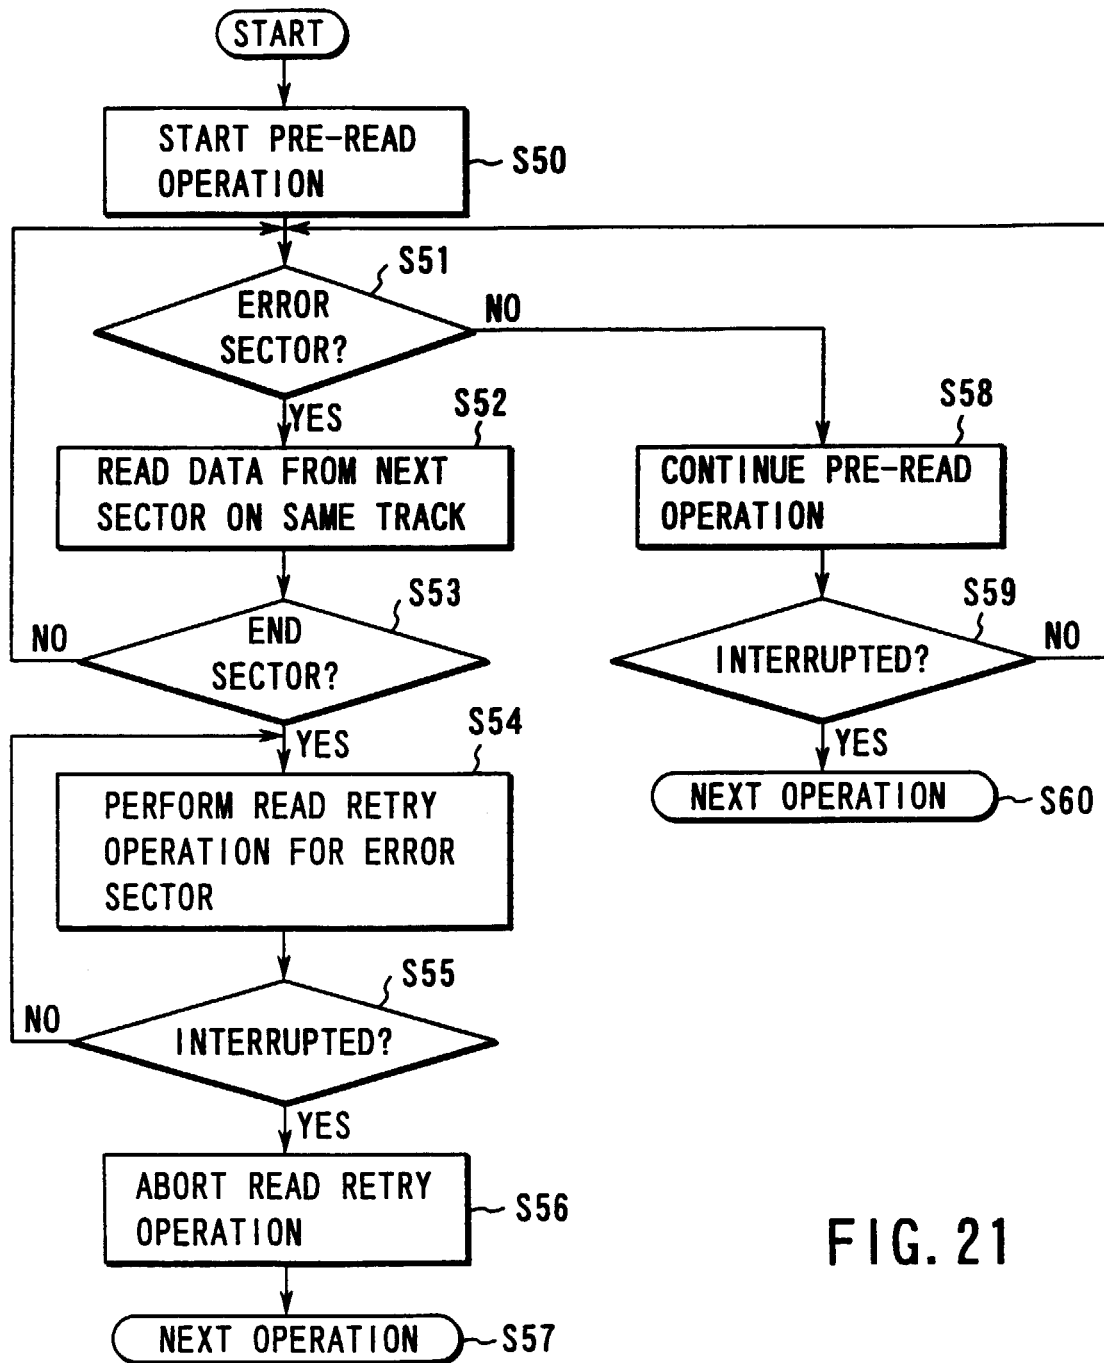 START
START PRE-READ
OPERATION
S50
S51
ERROR
SECTOR?
NO
YES
S52
READ DATA FROM NEXT
SECTOR ON SAME TRACK
S53
END
SECTOR?
NO
YES
S54
PERFORM READ RETRY
OPERATION FOR ERROR
SECTOR
S55
INTERRUPTED?
NO
YES
ABORT READ RETRY
OPERATION
S56
NEXT OPERATION
S57
S58
CONTINUE PRE-READ
OPERATION
S59
INTERRUPTED?
NO
YES
NEXT OPERATION
S60
FIG. 21